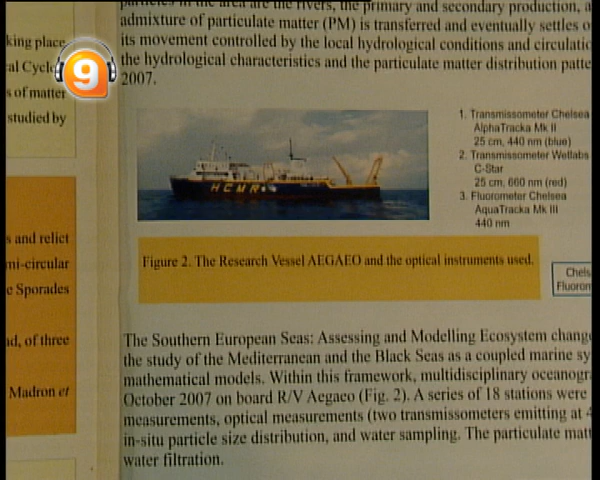 king place
al Cycle
s of matter
studied by
9
s and relict
mi-circular
e Sporades
ad, of three
Madron et
particles in the area are the rivers, the primary and secondary production, a
admixture of particulate matter (PM) is transferred and eventually settles o
its movement controlled by the local hydrological conditions and circulatio
the hydrological characteristics and the particulate matter distribution patte
2007.
HCMR
1. Transmissometer Chelsea
AlphaTracka Mk II
25 cm, 440 nm (blue)
2. Transmissometer Wetlabs
C-Star
25 cm, 660 nm (red)
3. Fluorometer Chelsea
AquaTracka Mk III
440 nm
Figure 2. The Research Vessel AEGAEO and the optical instruments used.
Chels
Fluorom
The Southern European Seas: Assessing and Modelling Ecosystem change
the study of the Mediterranean and the Black Seas as a coupled marine sy
mathematical models. Within this framework, multidisciplinary oceanogra
October 2007 on board R/V Aegaeo (Fig. 2). A series of 18 stations were
measurements, optical measurements (two transmissometers emitting at 4
in-situ particle size distribution, and water sampling. The particulate matt
water filtration.